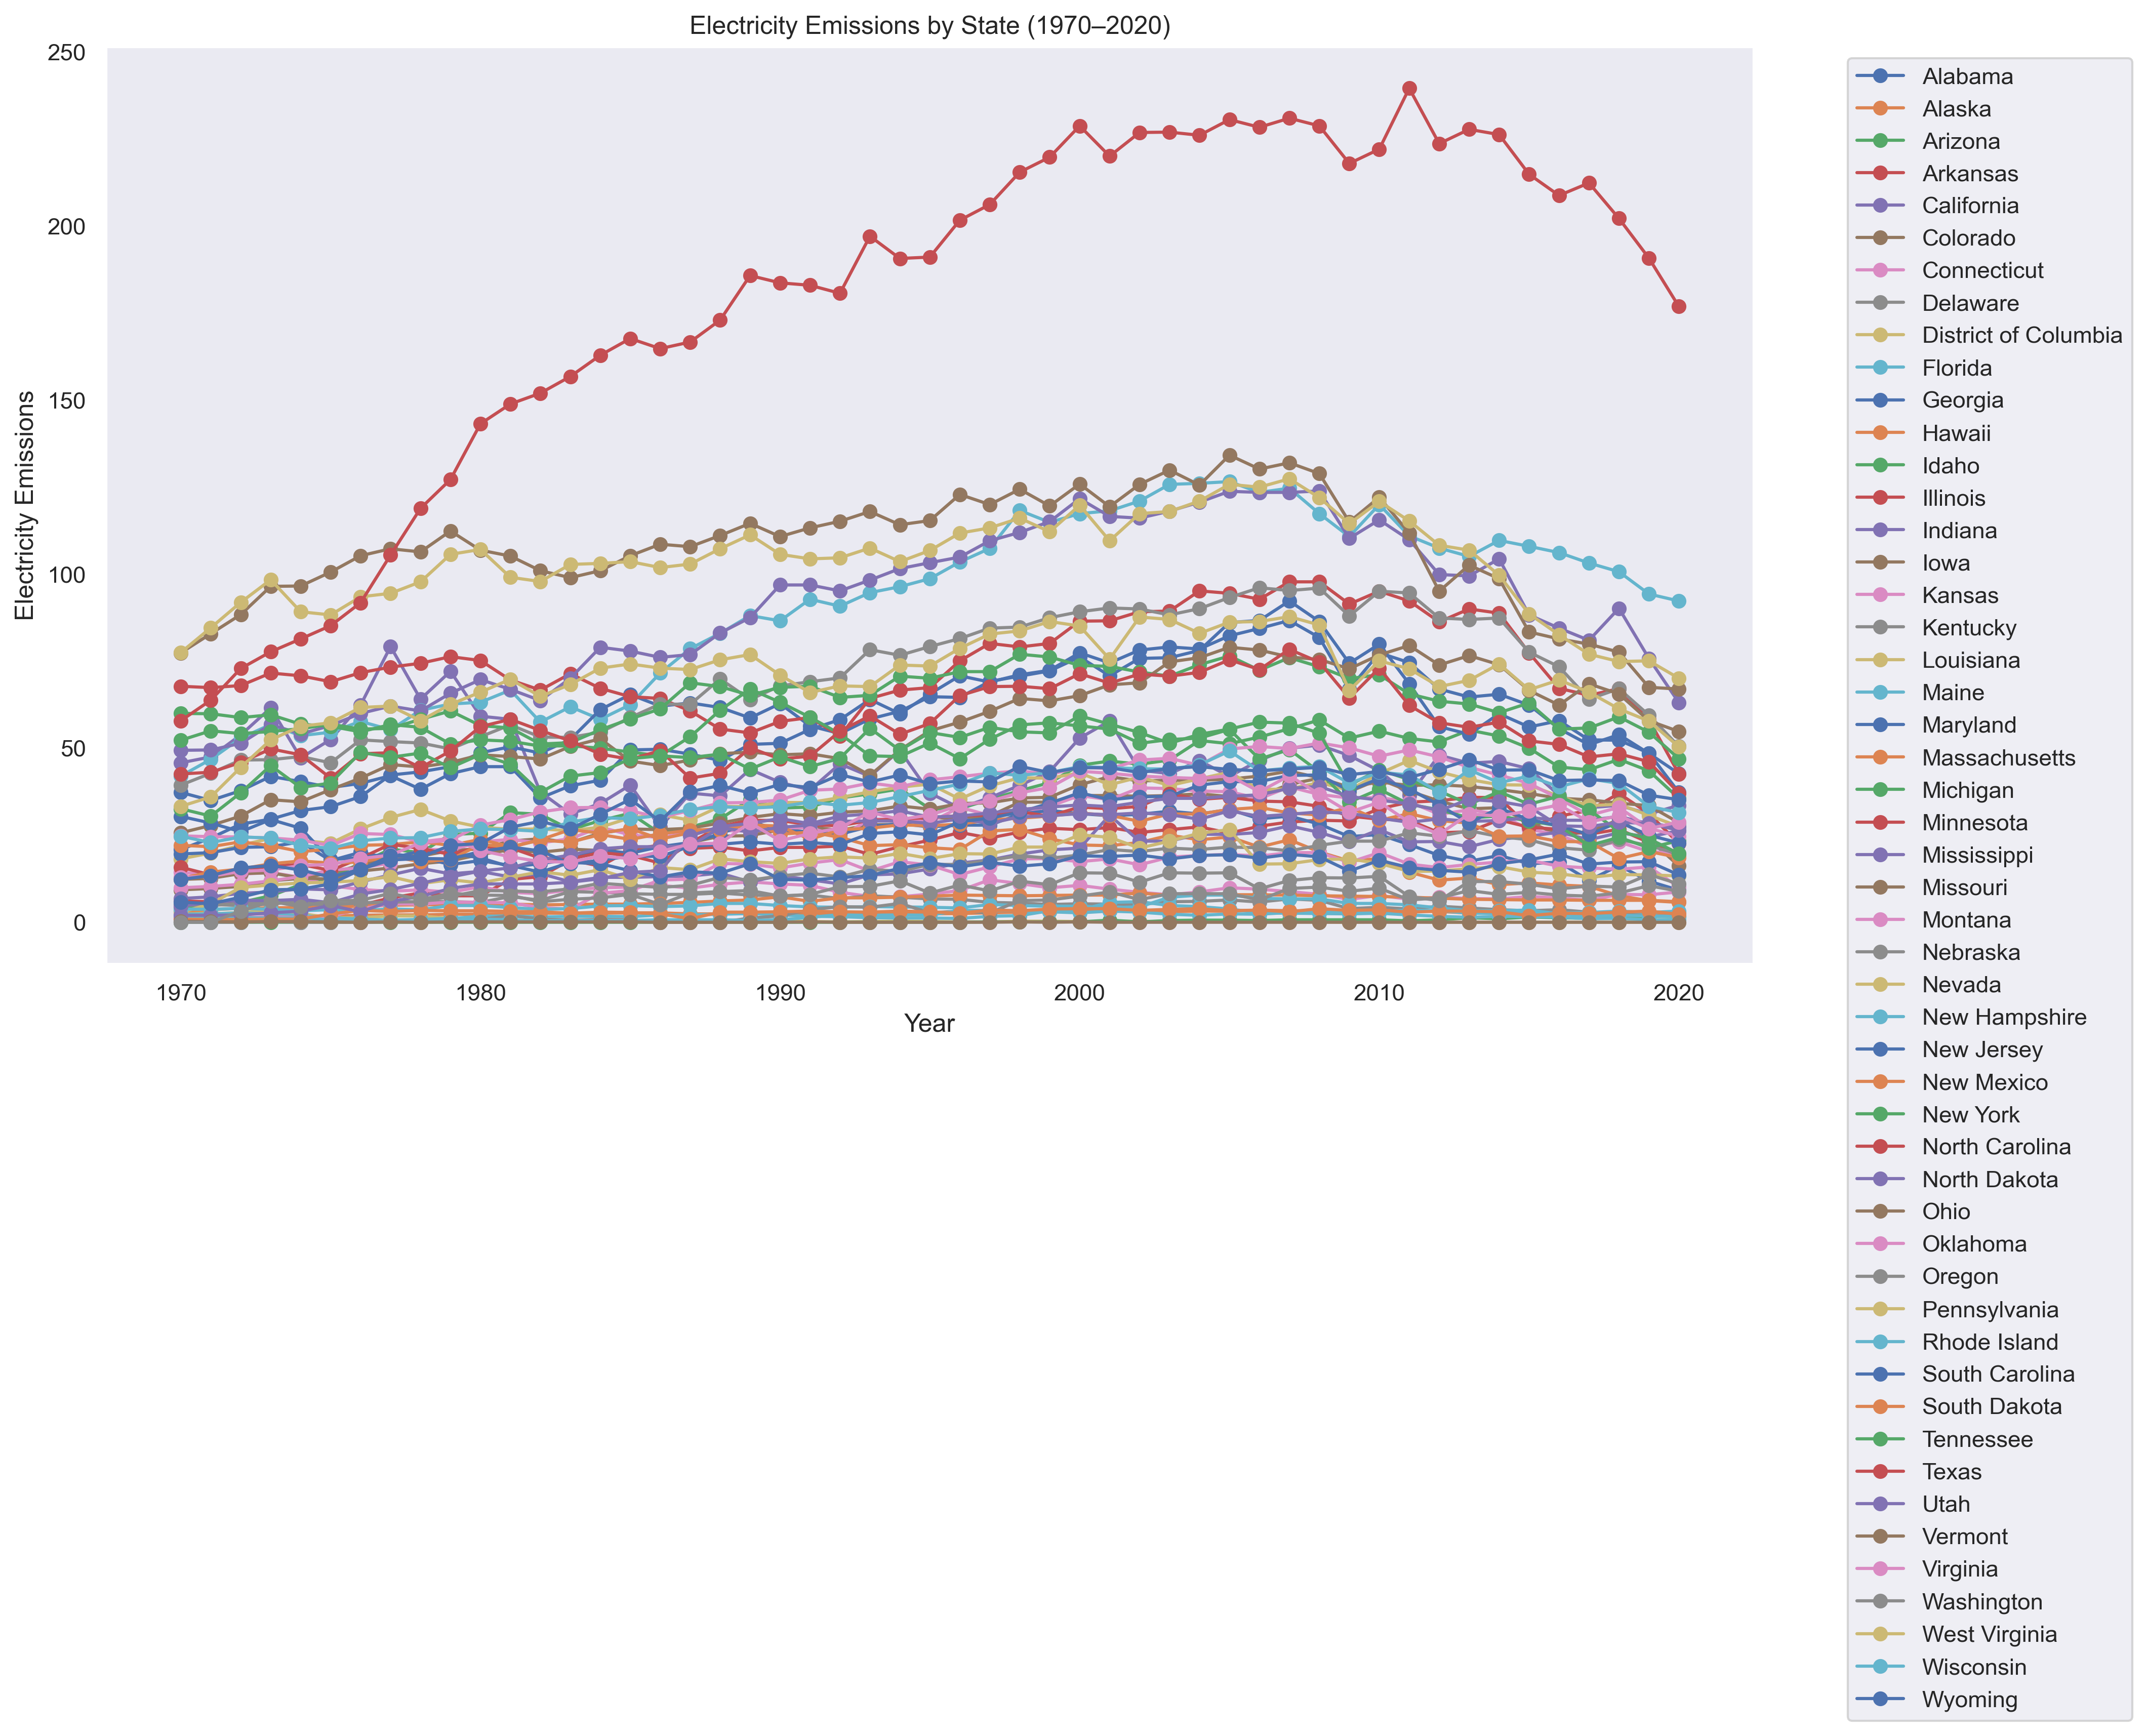 Electricity Emissions by State (1970–2020)
250
200
150
100
50
0
Electricity Emissions
1970
1980
1990
2000
2010
2020
Year
Alabama
Alaska
Arizona
Arkansas
California
Colorado
Connecticut
Delaware
District of Columbia
Florida
Georgia
Hawaii
Idaho
Illinois
Indiana
Iowa
Kansas
Kentucky
Louisiana
Maine
Maryland
Massachusetts
Michigan
Minnesota
Mississippi
Missouri
Montana
Nebraska
Nevada
New Hampshire
New Jersey
New Mexico
New York
North Carolina
North Dakota
Ohio
Oklahoma
Oregon
Pennsylvania
Rhode Island
South Carolina
South Dakota
Tennessee
Texas
Utah
Vermont
Virginia
Washington
West Virginia
Wisconsin
Wyoming